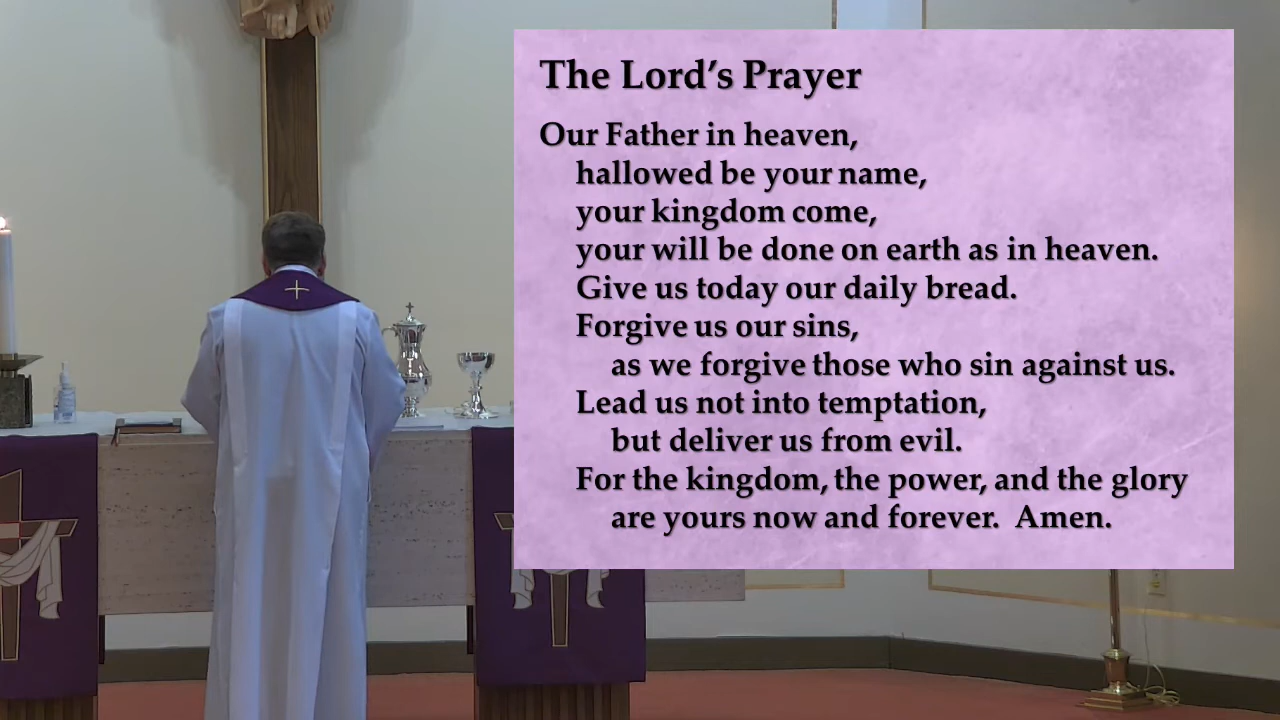 The Lord’s Prayer
Our Father in heaven,
hallowed be your name,
your kingdom come,
your will be done on earth as in heaven.
Give us today our daily bread.
Forgive us our sins,
as we forgive those who sin against us.
Lead us not into temptation,
but deliver us from evil.
For the kingdom, the power, and the glory
are yours now and forever.  Amen.